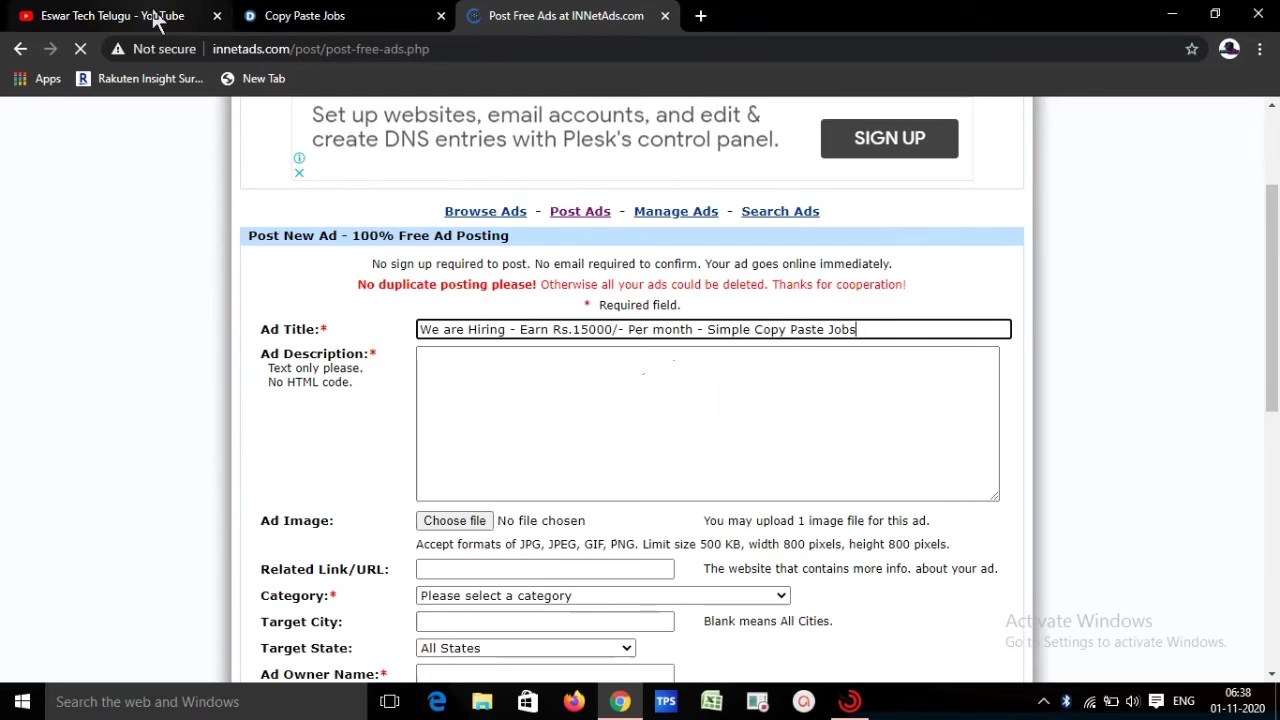 Eswar Tech Telugu - YouTube
Copy Paste Jobs
Post Free Ads at INNetAds.com
Not secure
innetads.com/post/post-free-ads.php
Apps
Rakuten Insight Sur...
New Tab
Set up websites, email accounts, and edit &
create DNS entries with Plesk's control panel.
SIGN UP
Browse Ads - Post Ads - Manage Ads - Search Ads
Post New Ad - 100% Free Ad Posting
No sign up required to post. No email required to confirm. Your ad goes online immediately.
No duplicate posting please! Otherwise all your ads could be deleted. Thanks for cooperation!
* Required field.
Ad Title:* We are Hiring - Earn Rs.15000/- Per month - Simple Copy Paste Jobs
Ad Description:*
Text only please.
No HTML code.
Ad Image: Choose file No file chosen You may upload 1 image file for this ad.
Accept formats of JPG, JPEG, GIF, PNG. Limit size 500 KB, width 800 pixels, height 800 pixels.
Related Link/URL: The website that contains more info. about your ad.
Category:* Please select a category
Target City: Blank means All Cities.
Target State: All States
Ad Owner Name:*
Activate Windows
Go to Settings to activate Windows.
Search the web and Windows
TPS
ENG
06:38
01-11-2020